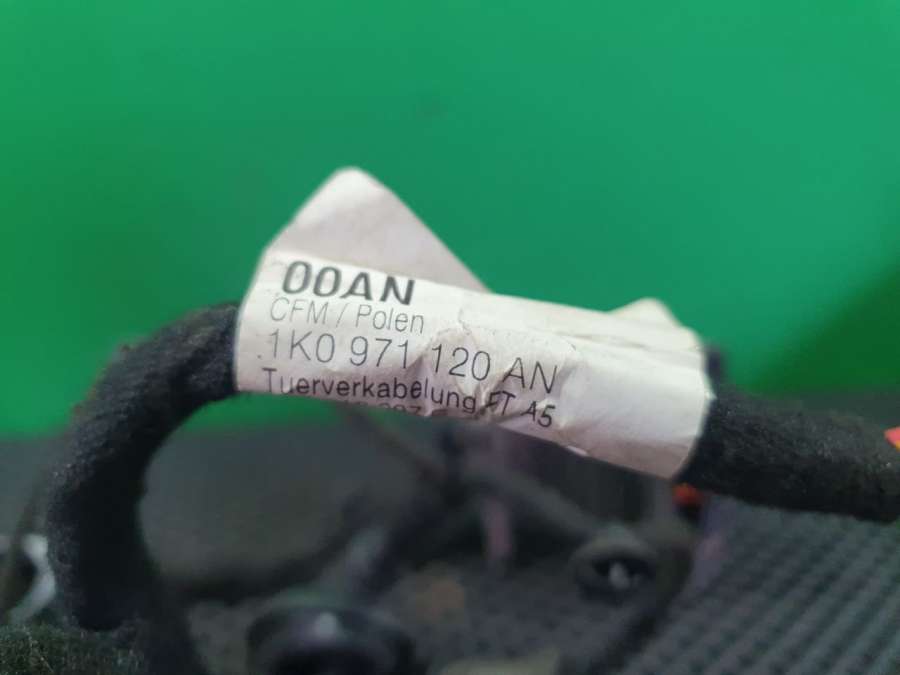 00AN
CFM / Polen
1K0 971 120 AN
Tuerverkabelung FT A5